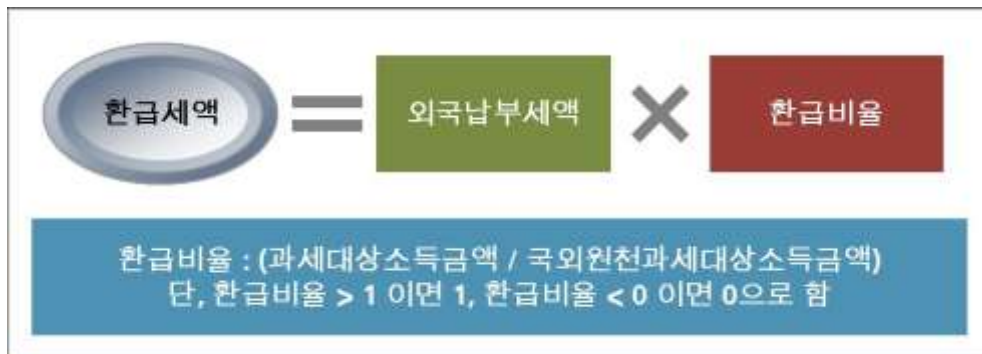 환급세액 = 외국납부세액 × 환급비율
환급비율 : (과세대상소득금액 / 국외원천과세대상소득금액)
단, 환급비율 > 1 이면 1, 환급비율 < 0 이면 0으로 함